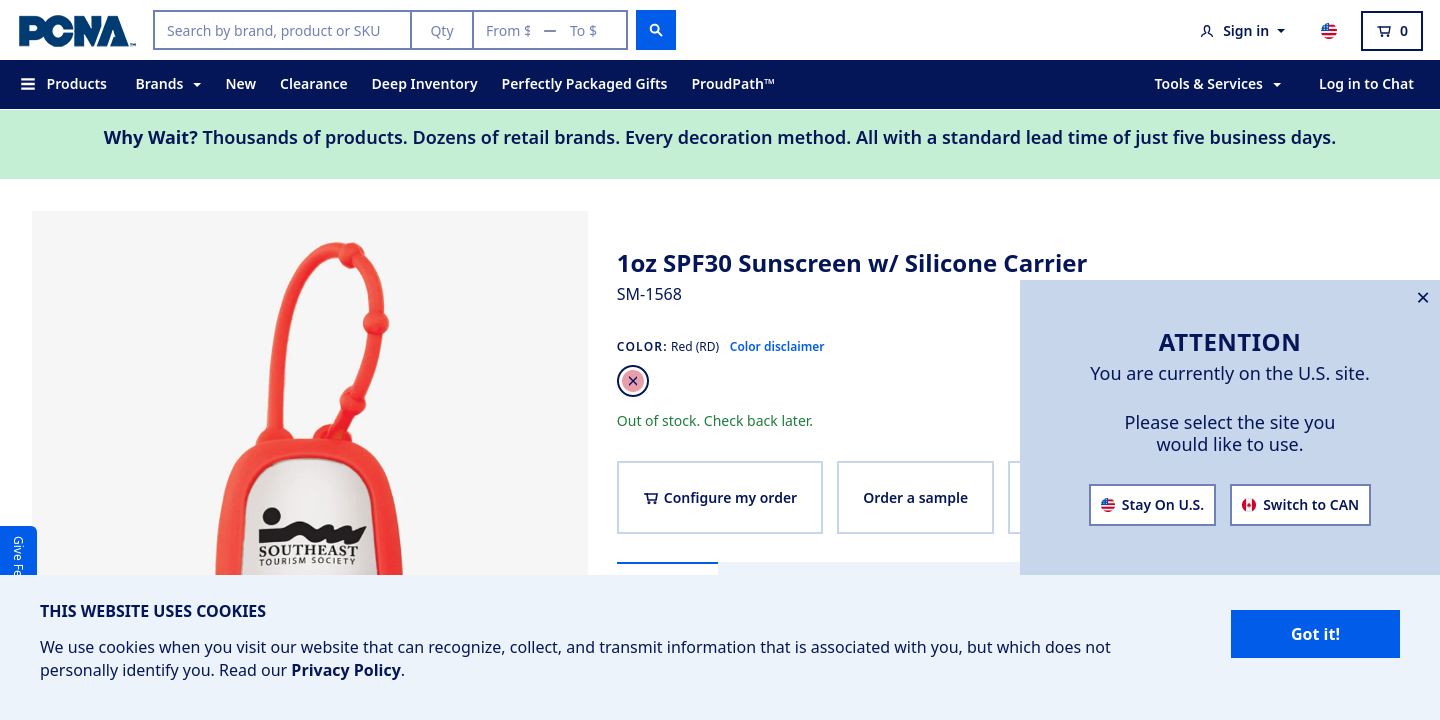 PCNA™
Search by brand, product or SKU
Qty
From $ — To $
Sign in
0
Products
Brands
New
Clearance
Deep Inventory
Perfectly Packaged Gifts
ProudPath™
Tools & Services
Log in to Chat
Why Wait? Thousands of products. Dozens of retail brands. Every decoration method. All with a standard lead time of just five business days.
1oz SPF30 Sunscreen w/ Silicone Carrier
SM-1568
COLOR: Red (RD) Color disclaimer
Out of stock. Check back later.
Configure my order
Order a sample
SOUTHEAST
TOURISM SOCIETY
ATTENTION
You are currently on the U.S. site.
Please select the site you
would like to use.
Stay On U.S.
Switch to CAN
Give Fe
THIS WEBSITE USES COOKIES
We use cookies when you visit our website that can recognize, collect, and transmit information that is associated with you, but which does not
personally identify you. Read our Privacy Policy.
Got it!